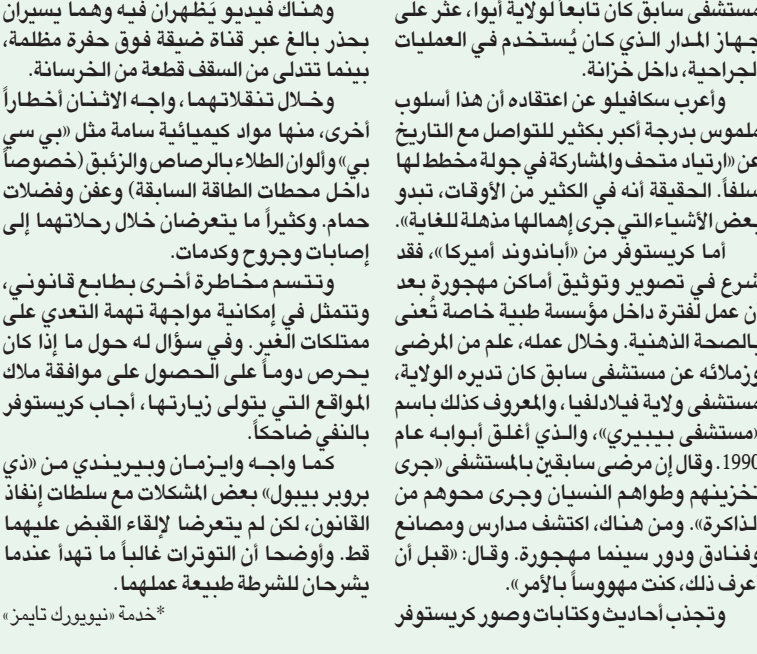 مستشفى سابق كان تابعاً لولاية أيوا، عثر على
جهاز المدار الذي كان يُستخدم في العمليات
الجراحية، داخل خزانة.
وأعرب سكافيلو عن اعتقاده أن هذا أسلوب
ملموس بدرجة أكبر بكثير للتواصل مع التاريخ
عن «ارتياد متحف والمشاركة في جولة مخطط لها
سلفاً. الحقيقة أنه في الكثير من الأوقات، تبدو
بعض الأشياء التي جرى إهمالها مذهلة للغاية».
أما كريستوفر من «أباندوند أميركا»، فقد
شرع في تصوير وتوثيق أماكن مهجورة بعد
أن عمل لفترة داخل مؤسسة طبية خاصة تُعنى
بالصحة الذهنية. وخلال عمله، علم من المرضى
وزملائه عن مستشفى سابق كان تديره الولاية،
مستشفى ولاية فيلادلفيا، والمعروف كذلك باسم
«مستشفى بيبيري»، والذي أغلق أبوابه عام
1990. وقال إن مرضى سابقين بالمستشفى «جرى
تخزينهم وطواهم النسيان وجرى محوهم من
الذاكرة». ومن هناك، اكتشف مدارس ومصانع
وفنادق ودور سينما مهجورة. وقال: «قبل أن
أعرف ذلك، كنت مهووساً بالأمر».
وتجذب أحاديث وكتابات وصور كريستوفر
وهناك فيديو يَظهران فيه وهما يسيران
بحذر بالغ عبر قناة ضيقة فوق حفرة مظلمة،
بينما تتدلى من السقف قطعة من الخرسانة.
وخلال تنقلاتهما، واجه الاثنان أخطاراً
أخرى، منها مواد كيميائية سامة مثل «بي سي
بي» وألوان الطلاء بالرصاص والزئبق (خصوصاً
داخل محطات الطاقة السابقة) وعفن وفضلات
حمام. وكثيراً ما يتعرضان خلال رحلاتهما إلى
إصابات وجروح وكدمات.
وتتسم مخاطرة أخرى بطابع قانوني،
وتتمثل في إمكانية مواجهة تهمة التعدي على
ممتلكات الغير. وفي سؤال له حول ما إذا كان
يحرص دوماً على الحصول على موافقة ملاك
المواقع التي يتولى زيارتها، أجاب كريستوفر
بالنفي ضاحكاً.
كما واجه وايزمان وبيريندي من «ذي
بروبر بيبول» بعض المشكلات مع سلطات إنفاذ
القانون، لكن لم يتعرضا لإلقاء القبض عليهما
قط. وأوضحا أن التوترات غالباً ما تهدأ عندما
يشرحان للشرطة طبيعة عملهما.
*خدمة «نيويورك تايمز»